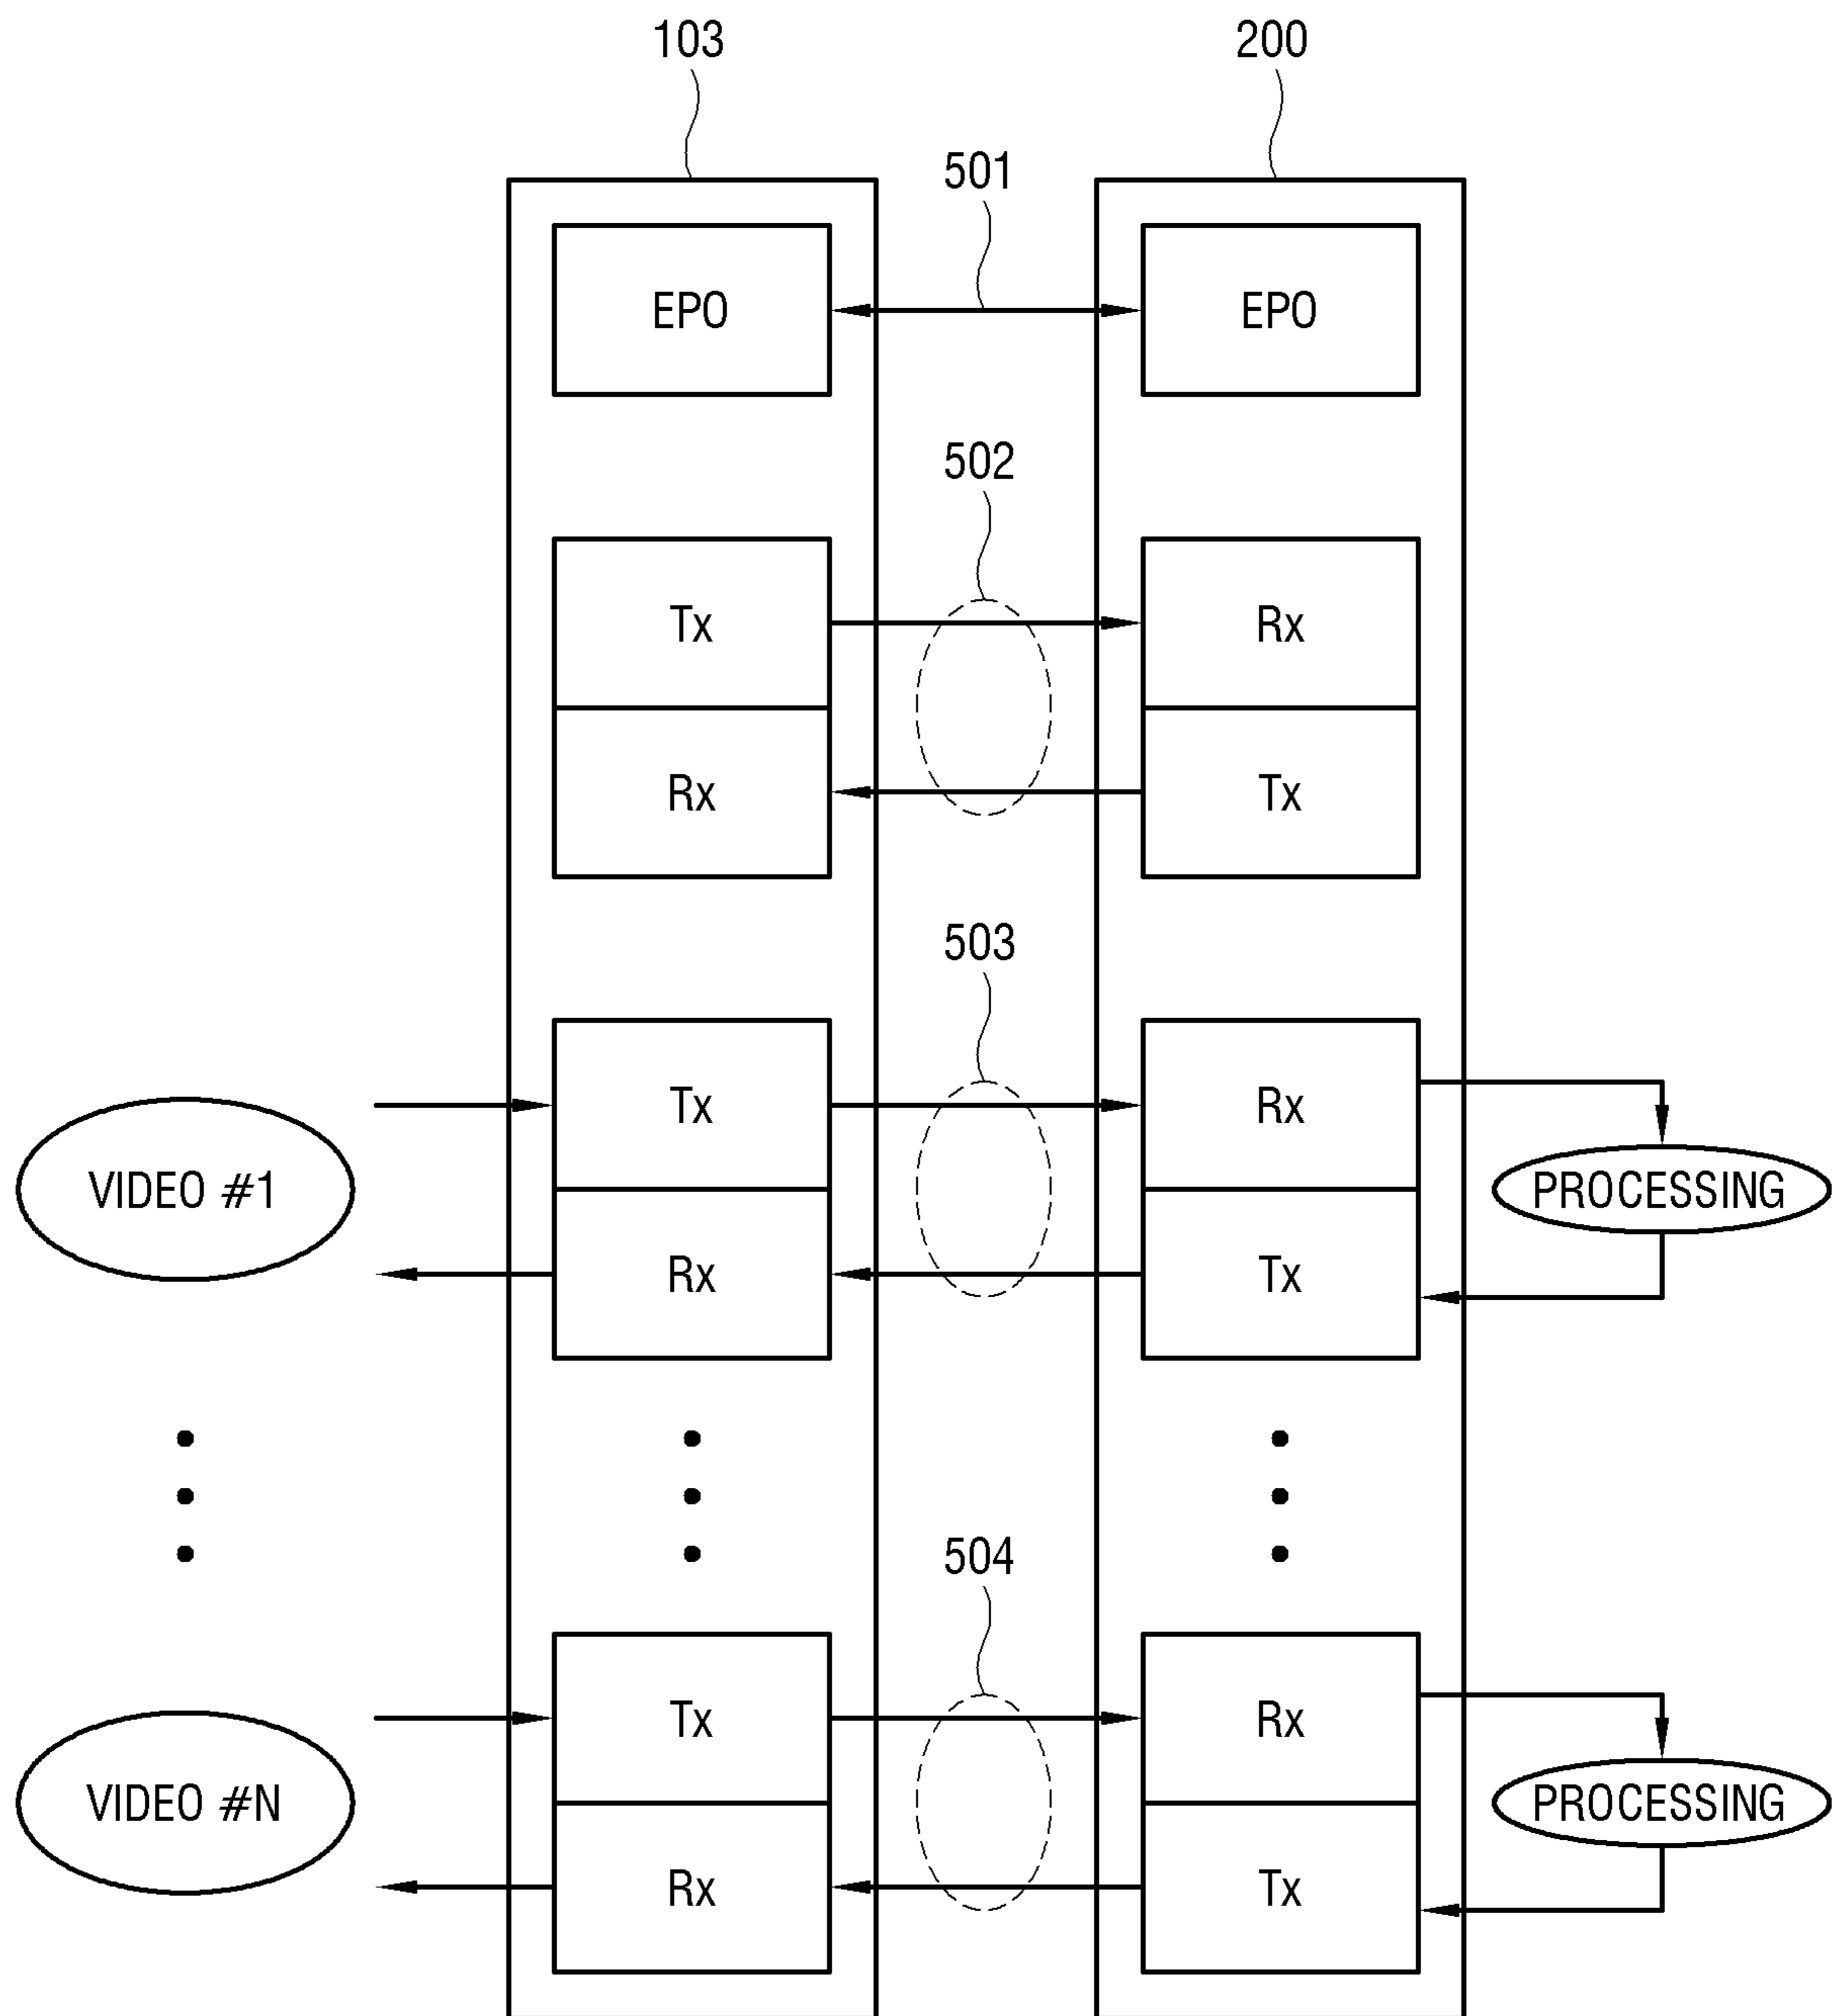 103
200
501
EPO
EPO
502
Tx
Rx
Rx
Tx
503
Tx
Rx
VIDEO #1
PROCESSING
Rx
Tx
504
Tx
Rx
VIDEO #N
PROCESSING
Rx
Tx